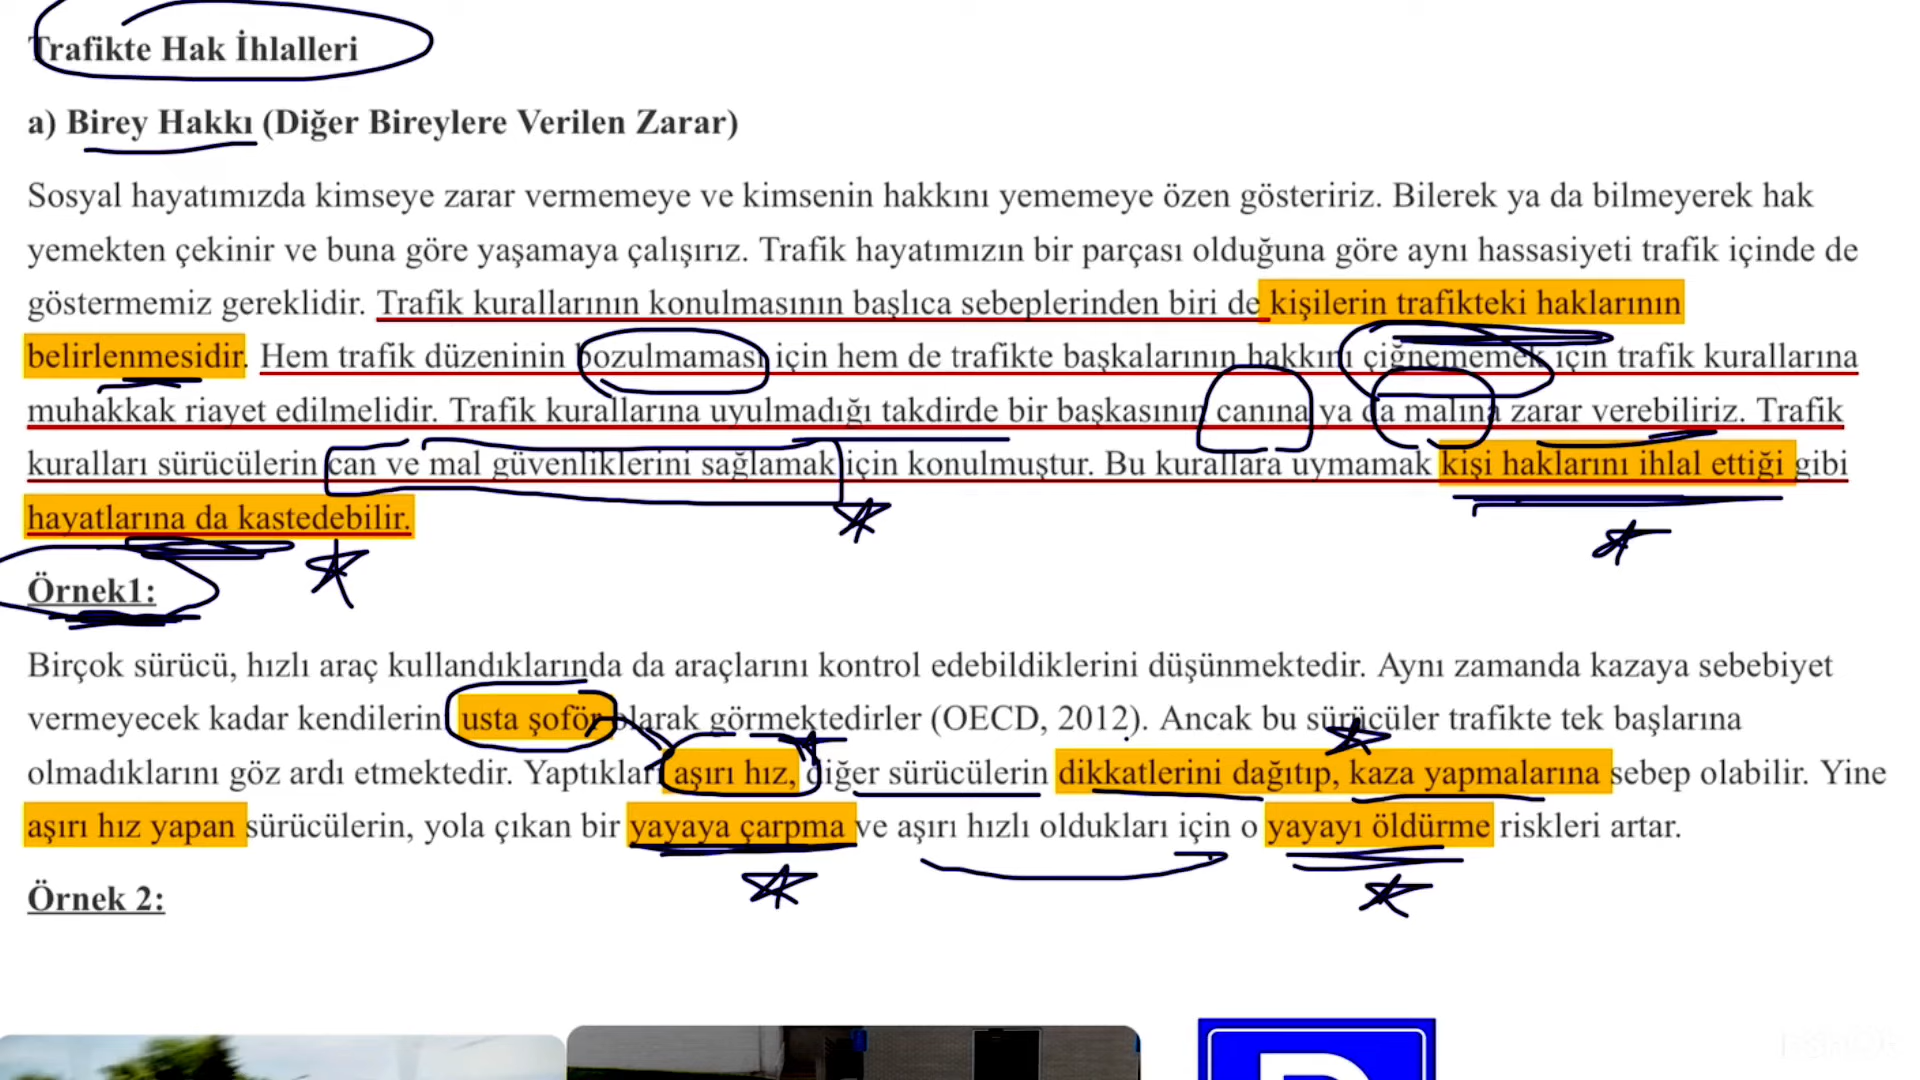 Trafikte Hak İhlalleri
a) Birey Hakkı (Diğer Bireylere Verilen Zarar)
Sosyal hayatımızda kimseye zarar vermemeye ve kimsenin hakkını yememeye özen gösteririz. Bilerek ya da bilmeyerek hak
yemekten çekinir ve buna göre yaşamaya çalışırız. Trafik hayatımızın bir parçası olduğuna göre aynı hassasiyeti trafik içinde de
göstermemiz gereklidir. Trafik kurallarının konulmasının başlıca sebeplerinden biri de kişilerin trafikteki haklarının
belirlenmesidir. Hem trafik düzeninin bozulmaması için hem de trafikte başkalarının hakkını çiğnememek için trafik kurallarına
muhakkak riayet edilmelidir. Trafik kurallarına uyulmadığı takdirde bir başkasının canına ya da malına zarar verebiliriz. Trafik
kuralları sürücülerin can ve mal güvenliklerini sağlamak için konulmuştur. Bu kurallara uymamak kişi haklarını ihlal ettiği gibi
hayatlarına da kastedebilir.
Örnek1:
Birçok sürücü, hızlı araç kullandıklarında da araçlarını kontrol edebildiklerini düşünmektedir. Aynı zamanda kazaya sebebiyet
vermeyecek kadar kendilerini usta şoför olarak görmektedirler (OECD, 2012). Ancak bu sürücüler trafikte tek başlarına
olmadıklarını göz ardı etmektedir. Yaptıkları aşırı hız, diğer sürücülerin dikkatlerini dağıtıp, kaza yapmalarına sebep olabilir. Yine
aşırı hız yapan sürücülerin, yola çıkan bir yayaya çarpma ve aşırı hızlı oldukları için o yayayı öldürme riskleri artar.
Örnek 2: